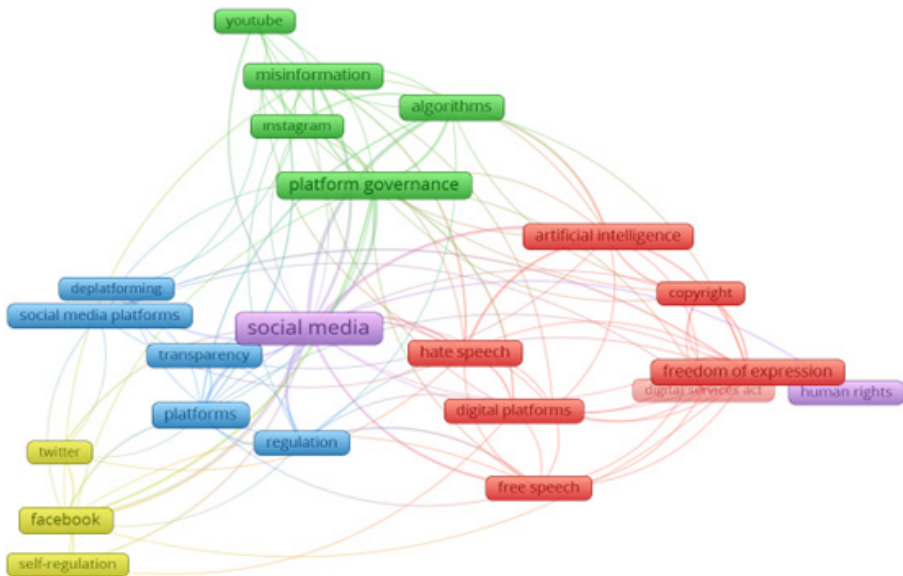 youtube
misinformation
algorithms
instagram
platform governance
artificial intelligence
deplatforming
copyright
social media platforms
social media
transparency
hate speech
freedom of expression
digital services act
human rights
platforms
digital platforms
regulation
twitter
free speech
facebook
self-regulation